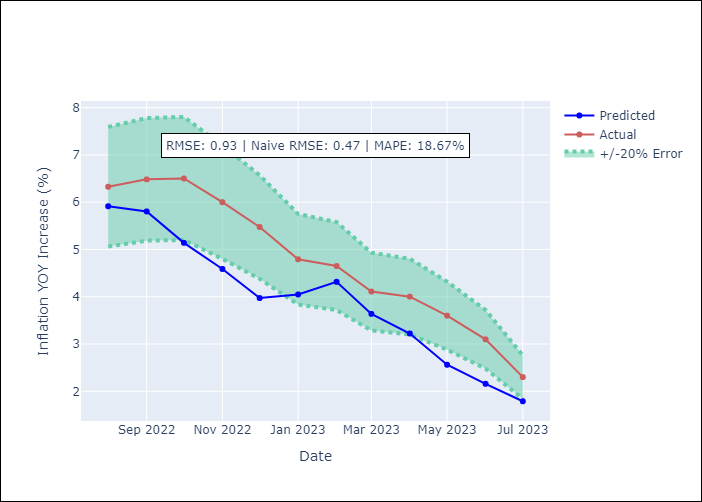 RMSE: 0.93 | Naive RMSE: 0.47 | MAPE: 18.67%
Predicted
Actual
+/-20% Error
8
7
6
5
4
3
2
Inflation YOY Increase (%)
Sep 2022 Nov 2022 Jan 2023 Mar 2023 May 2023 Jul 2023
Date